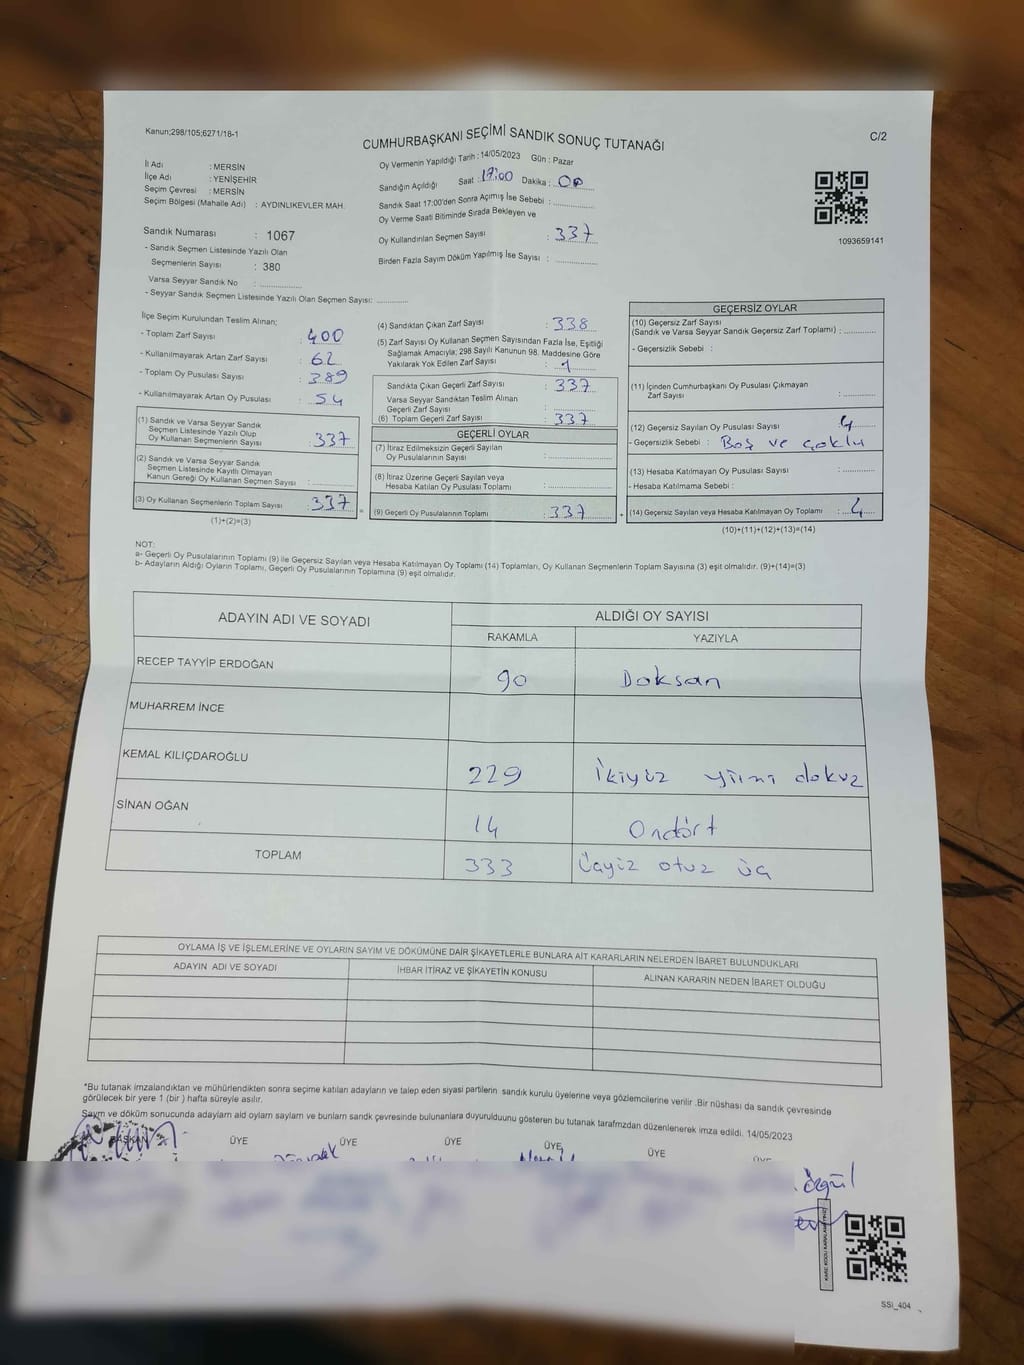 Kanun;298/105;6271/18-1
CUMHURBAŞKANI SEÇİMİ SANDIK SONUÇ TUTANAĞI
C/2
İl Adı : MERSİN
İlçe Adı : YENİŞEHİR
Seçim Çevresi : MERSİN
Seçim Bölgesi (Mahalle Adı) : AYDINLIKEVLER MAH.
Sandık Numarası : 1067
- Sandık Seçmen Listesinde Yazılı Olan
Seçmenlerin Sayısı : 380
Varsa Seyyar Sandık No : ..............
- Seyyar Sandık Seçmen Listesinde Yazılı Olan Seçmen Sayısı: ...........
Oy Vermenin Yapıldığı Tarih : 14/05/2023 Gün : Pazar
Sandığın Açıldığı Saat : 17:00 Dakika : 00
Sandık Saat 17:00'den Sonra Açımış İse Sebebi : ..............
Oy Verme Saati Bitiminde Sırada Bekleyen ve
Oy Kullandırılan Seçmen Sayısı : 337
Birden Fazla Sayım Döküm Yapılmış İse Sayısı : ..............
1093659141
İlçe Seçim Kurulundan Teslim Alınan;
- Toplam Zarf Sayısı : 400
- Kullanılmayarak Artan Zarf Sayısı : 62
- Toplam Oy Pusulası Sayısı : 389
- Kullanılmayarak Artan Oy Pusulası : 54
(1) Sandık ve Varsa Seyyar Sandık
Seçmen Listesinde Yazılı Olup
Oy Kullanan Seçmenlerin Sayısı : 337
(2) Sandık ve Varsa Seyyar Sandık
Seçmen Listesinde Kayıtlı Olmayan
Kanun Gereği Oy Kullanan Seçmen Sayısı : ..............
(3) Oy Kullanan Seçmenlerin Toplam Sayısı : 337
(1)+(2)=(3)
(4) Sandıktan Çıkan Zarf Sayısı : 338
(5) Zarf Sayısı Oy Kullanan Seçmen Sayısından Fazla İse, Eşitliği
Sağlamak Amacıyla; 298 Sayılı Kanunun 98. Maddesine Göre
Yakılarak Yok Edilen Zarf Sayısı : 1
Sandıkta Çıkan Geçerli Zarf Sayısı : 337
Varsa Seyyar Sandıktan Teslim Alınan
Geçerli Zarf Sayısı : ..............
(6) Toplam Geçerli Zarf Sayısı : 337
GEÇERLİ OYLAR
(7) İtiraz Edilmeksizin Geçerli Sayılan
Oy Pusulalarının Sayısı : ..............
(8) İtiraz Üzerine Geçerli Sayılan veya
Hesaba Katılan Oy Pusulası Toplamı : ..............
= (9) Geçerli Oy Pusulalarının Toplamı : 337
GEÇERSİZ OYLAR
(10) Geçersiz Zarf Sayısı
(Sandık ve Varsa Seyyar Sandık Geçersiz Zarf Toplamı) : ...........
- Geçersizlik Sebebi :
(11) İçinden Cumhurbaşkanı Oy Pusulası Çıkmayan
Zarf Sayısı : ...........
(12) Geçersiz Sayılan Oy Pusulası Sayısı : 4
- Geçersizlik Sebebi : Boş ve çoklu
(13) Hesaba Katılmayan Oy Pusulası Sayısı : ...........
- Hesaba Katılmama Sebebi :
+ (14) Geçersiz Sayılan veya Hesaba Katılmayan Oy Toplamı : 4
(10)+(11)+(12)+(13)=(14)
NOT:
a- Geçerli Oy Pusulalarının Toplamı (9) ile Geçersiz Sayılan veya Hesaba Katılmayan Oy Toplamı (14) Toplamları, Oy Kullanan Seçmenlerin Toplam Sayısına (3) eşit olmalıdır. (9)+(14)=(3)
b- Adayların Aldığı Oyların Toplamı, Geçerli Oy Pusulalarının Toplamına (9) eşit olmalıdır.
ADAYIN ADI VE SOYADI
ALDIĞI OY SAYISI
RAKAMLA YAZIYLA
RECEP TAYYİP ERDOĞAN 90 Doksan
MUHARREM İNCE
KEMAL KILIÇDAROĞLU 229 İkiyüz yiimi dokuz
SİNAN OĞAN 14 Ondört
TOPLAM 333 Üçyüz otuz üç
OYLAMA İŞ VE İŞLEMLERİNE VE OYLARIN SAYIM VE DÖKÜMÜNE DAİR ŞİKAYETLERLE BUNLARA AİT KARARLARIN NELERDEN İBARET BULUNDUKLARI
ADAYIN ADI VE SOYADI İHBAR İTİRAZ VE ŞİKAYETİN KONUSU ALINAN KARARIN NEDEN İBARET OLDUĞU
*Bu tutanak imzalandıktan ve mühürlendikten sonra seçime katılan adayların ve talep eden siyasi partilerin sandık kurulu üyelerine veya gözlemcilerine verilir .Bir nüshası da sandık çevresinde
görülecek bir yere 1 (bir ) hafta süreyle asılır.
Sayım ve döküm sonucunda adaylarn ald oylarn saylarn ve bunlarn sandk çevresinde bulunanlara duyurulduunu gösteren bu tutanak tarafmzdan düzenlenerek imza edildi. 14/05/2023
BAŞKAN ÜYE ÜYE ÜYE ÜYE ÜYE ÜYE
SSI_404